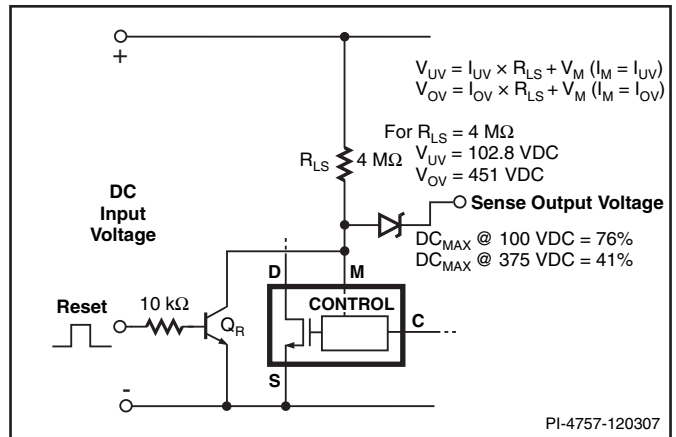 +
V_UV = I_UV × R_LS + V_M (I_M = I_UV)
V_OV = I_OV × R_LS + V_M (I_M = I_OV)
For R_LS = 4 MΩ
V_UV = 102.8 VDC
V_OV = 451 VDC
R_LS
4 MΩ
DC
Input
Voltage
Sense Output Voltage
DC_MAX @ 100 VDC = 76%
DC_MAX @ 375 VDC = 41%
D
M
CONTROL
C
Reset
10 kΩ
Q_R
S
-
PI-4757-120307